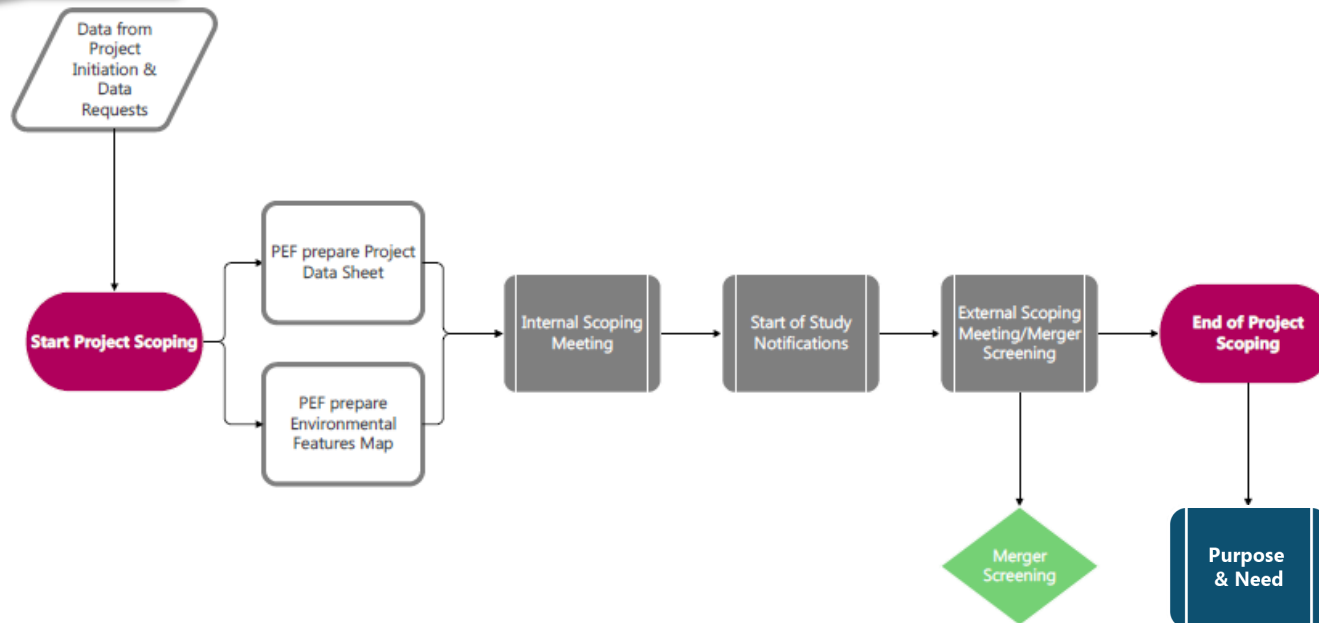 Data from
Project
Initiation &
Data
Requests
Start Project Scoping
PEF prepare Project
Data Sheet
PEF prepare
Environmental
Features Map
Internal Scoping
Meeting
Start of Study
Notifications
External Scoping
Meeting/Merger
Screening
End of Project
Scoping
Merger
Screening
Purpose
& Need